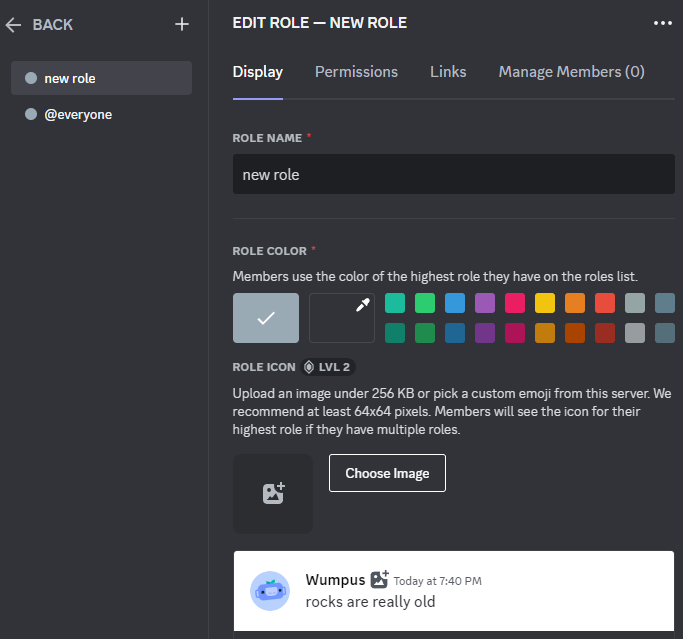 BACK
new role
@everyone
EDIT ROLE — NEW ROLE
Display Permissions Links Manage Members (0)
ROLE NAME *
new role
ROLE COLOR *
Members use the color of the highest role they have on the roles list.
ROLE ICON LVL 2
Upload an image under 256 KB or pick a custom emoji from this server. We
recommend at least 64x64 pixels. Members will see the icon for their
highest role if they have multiple roles.
Choose Image
Wumpus Today at 7:40 PM
rocks are really old